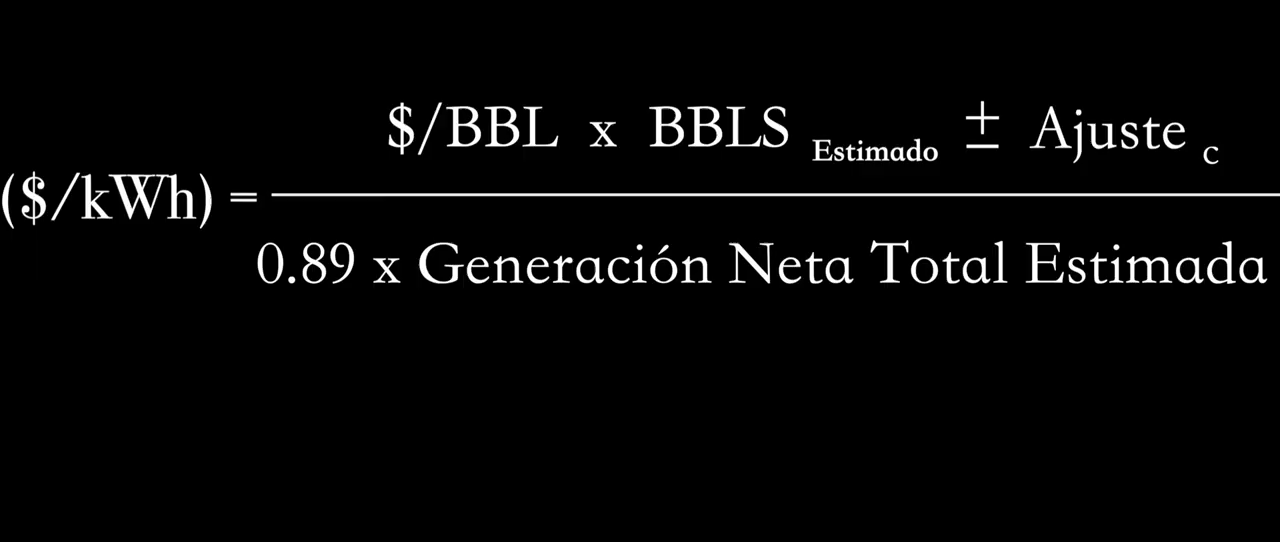 $/BBL x BBLS Estimado ± Ajuste c
($/kWh) =
0.89 x Generación Neta Total Estimada